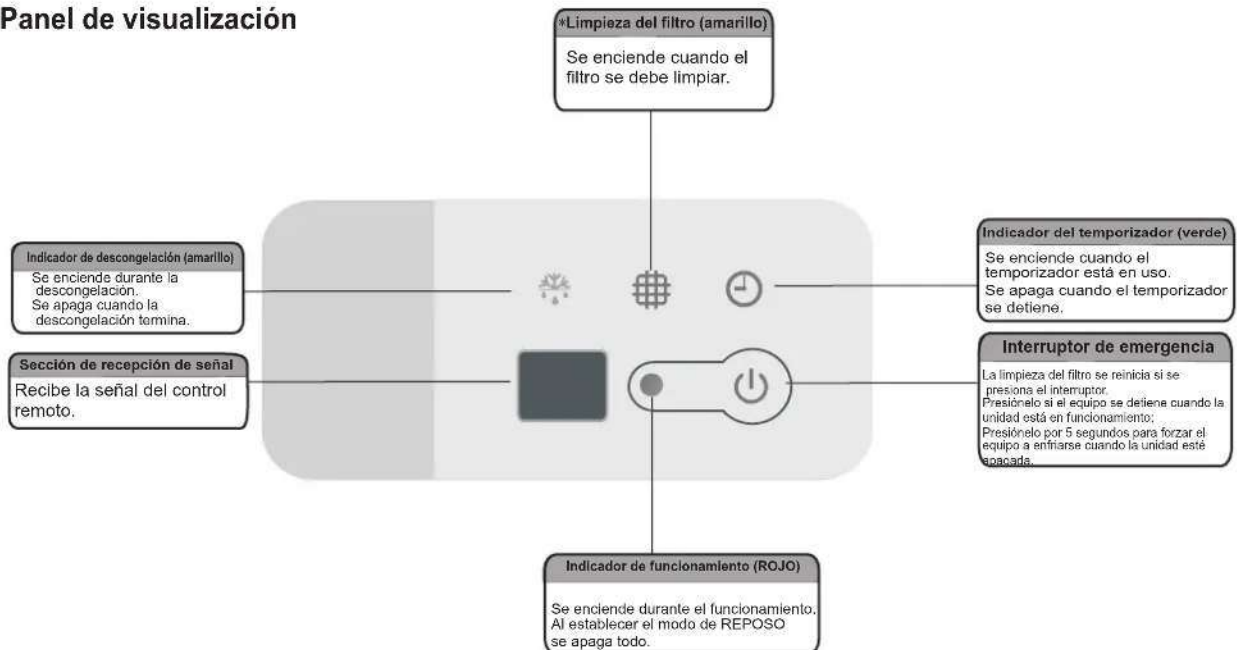 Panel de visualización
*Limpieza del filtro (amarillo)
Se enciende cuando el
filtro se debe limpiar.
Indicador de descongelación (amarillo)
Se enciende durante la
descongelación.
Se apaga cuando la
descongelación termina.
Sección de recepción de señal
Recibe la señal del control
remoto.
Indicador del temporizador (verde)
Se enciende cuando el
temporizador está en uso.
Se apaga cuando el temporizador
se detiene.
Interruptor de emergencia
La limpieza del filtro se reinicia si se
presiona el interruptor.
Presiónelo si el equipo se detiene cuando la
unidad está en funcionamiento;
Presiónelo por 5 segundos para forzar el
equipo a enfriarse cuando la unidad esté
apagada.
Indicador de funcionamiento (ROJO)
Se enciende durante el funcionamiento.
Al establecer el modo de REPOSO
se apaga todo.